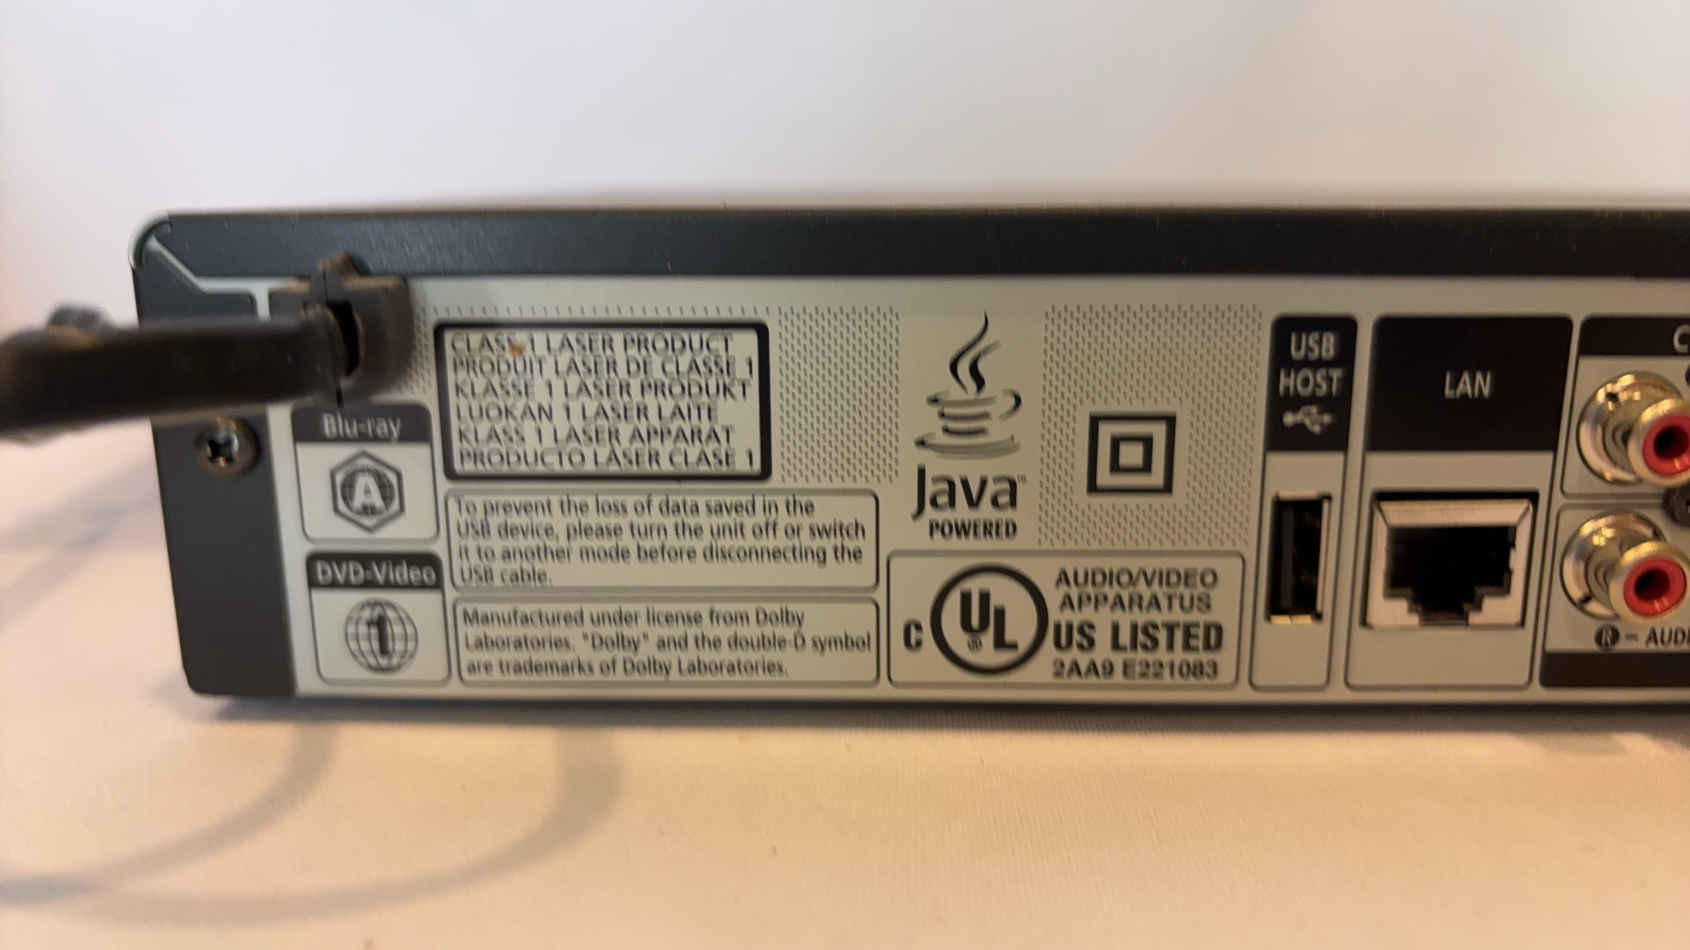 CLASS 1 LASER PRODUCT
PRODUIT LASER DE CLASSE 1
KLASSE 1 LASER PRODUKT
LUOKAN 1 LASER LAITE
KLASS 1 LASER APPARAT
PRODUCTO LASER CLASE 1
Blu-ray
A
To prevent the loss of data saved in the
USB device, please turn the unit off or switch
it to another mode before disconnecting the
USB cable.
DVD-Video
1
Manufactured under license from Dolby
Laboratories. "Dolby" and the double-D symbol
are trademarks of Dolby Laboratories.
Java™
POWERED
C UL ® US LISTED
AUDIO/VIDEO
APPARATUS
2AA9 E221083
USB
HOST
LAN
R - AUDI